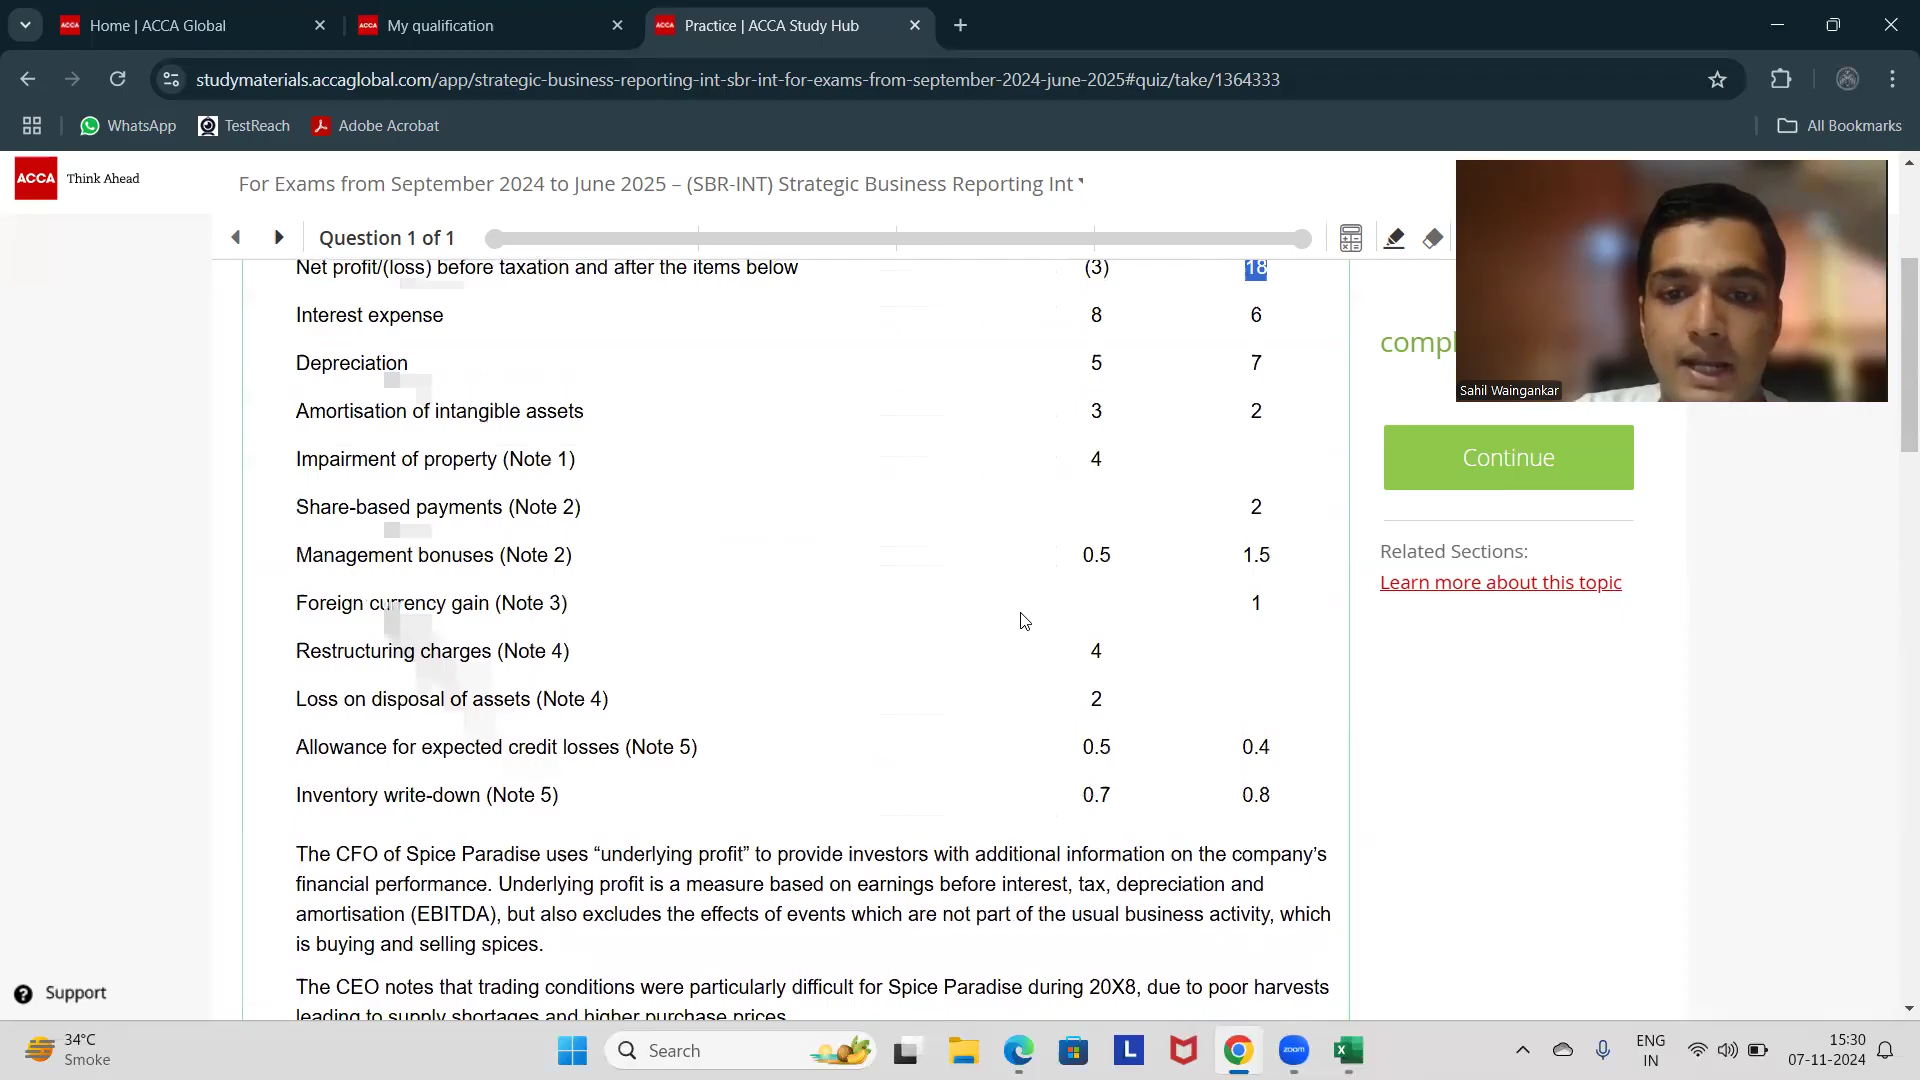 Home | ACCA Global
My qualification
Practice | ACCA Study Hub
studymaterials.accaglobal.com/app/strategic-business-reporting-int-sbr-int-for-exams-from-september-2024-june-2025#quiz/take/1364333
WhatsApp
TestReach
Adobe Acrobat
All Bookmarks
ACCA Think Ahead
For Exams from September 2024 to June 2025 – (SBR-INT) Strategic Business Reporting Int
Question 1 of 1
Net profit/(loss) before taxation and after the items below (3) 18
Interest expense 8 6
Depreciation 5 7
Amortisation of intangible assets 3 2
Impairment of property (Note 1) 4
Share-based payments (Note 2) 2
Management bonuses (Note 2) 0.5 1.5
Foreign currency gain (Note 3) 1
Restructuring charges (Note 4) 4
Loss on disposal of assets (Note 4) 2
Allowance for expected credit losses (Note 5) 0.5 0.4
Inventory write-down (Note 5) 0.7 0.8
The CFO of Spice Paradise uses “underlying profit” to provide investors with additional information on the company’s
financial performance. Underlying profit is a measure based on earnings before interest, tax, depreciation and
amortisation (EBITDA), but also excludes the effects of events which are not part of the usual business activity, which
is buying and selling spices.
The CEO notes that trading conditions were particularly difficult for Spice Paradise during 20X8, due to poor harvests
leading to supply shortages and higher purchase prices.
Sahil Waingankar
Continue
Related Sections:
Learn more about this topic
Support
34°C
Smoke
Search
zoom
ENG
IN
15:30
07-11-2024